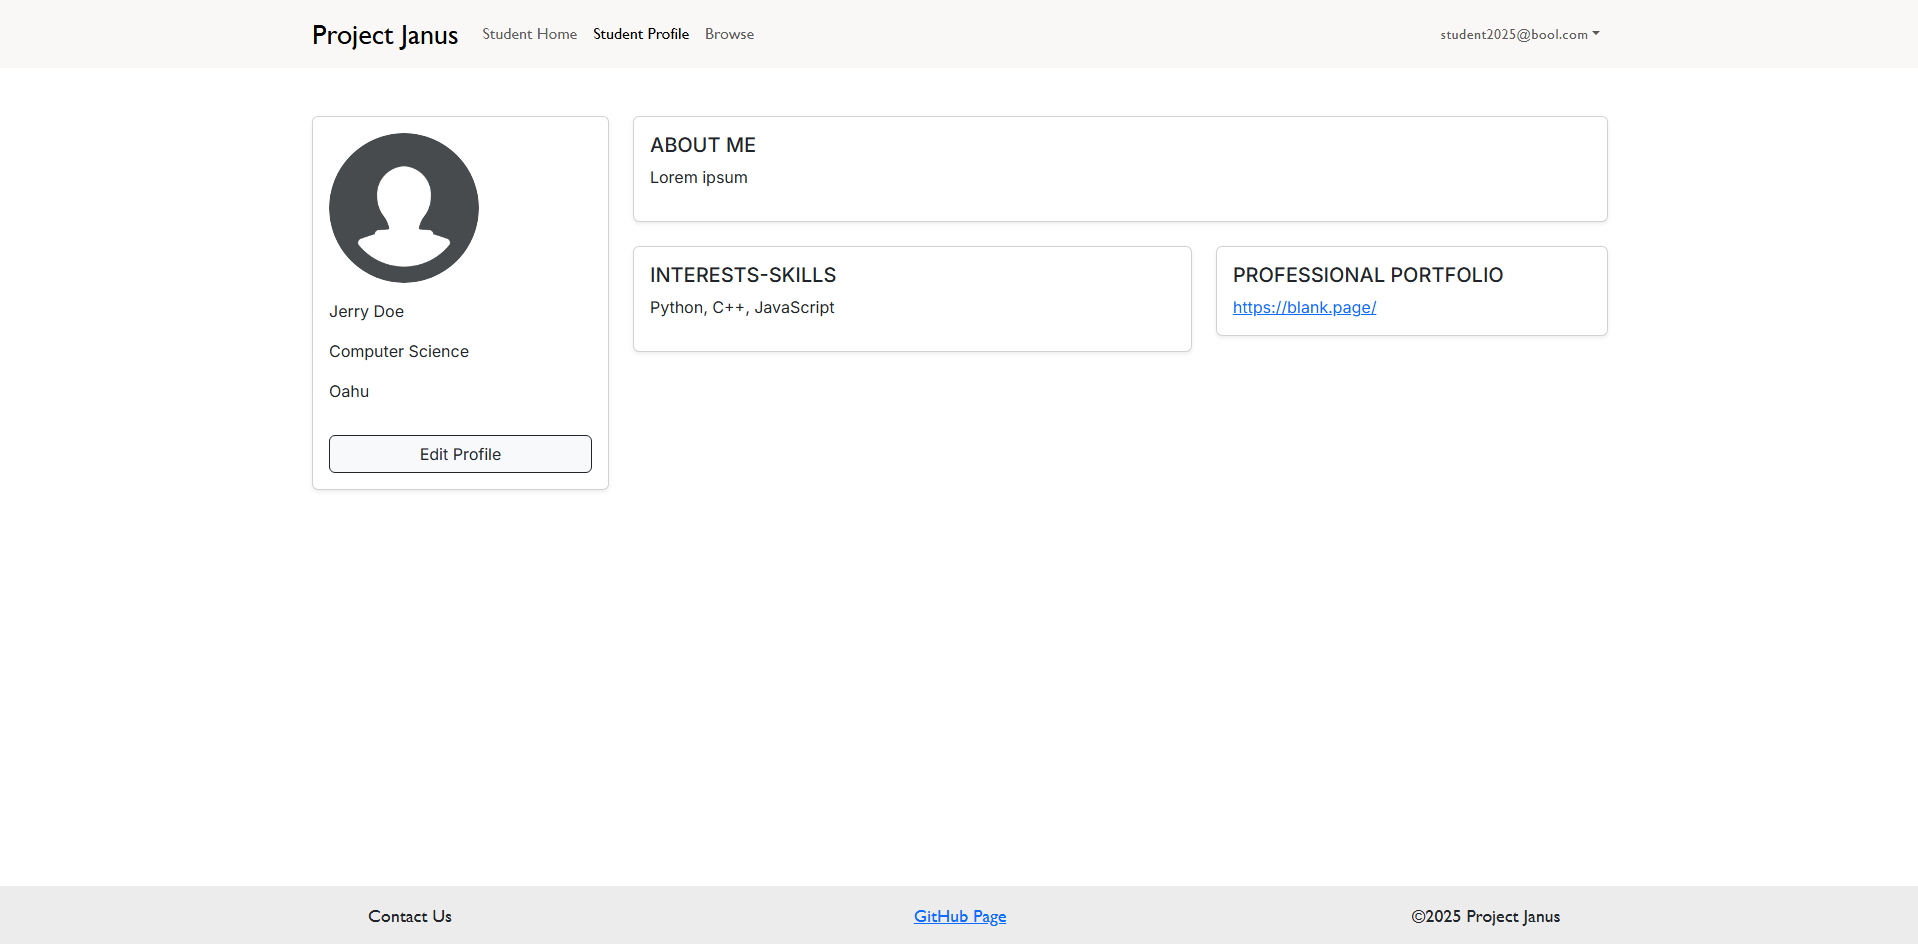 Project Janus
Student Home
Student Profile
Browse
student2025@bool.com
Jerry Doe
Computer Science
Oahu
Edit Profile
ABOUT ME
Lorem ipsum
INTERESTS-SKILLS
Python, C++, JavaScript
PROFESSIONAL PORTFOLIO
https://blank.page/
Contact Us
GitHub Page
©2025 Project Janus